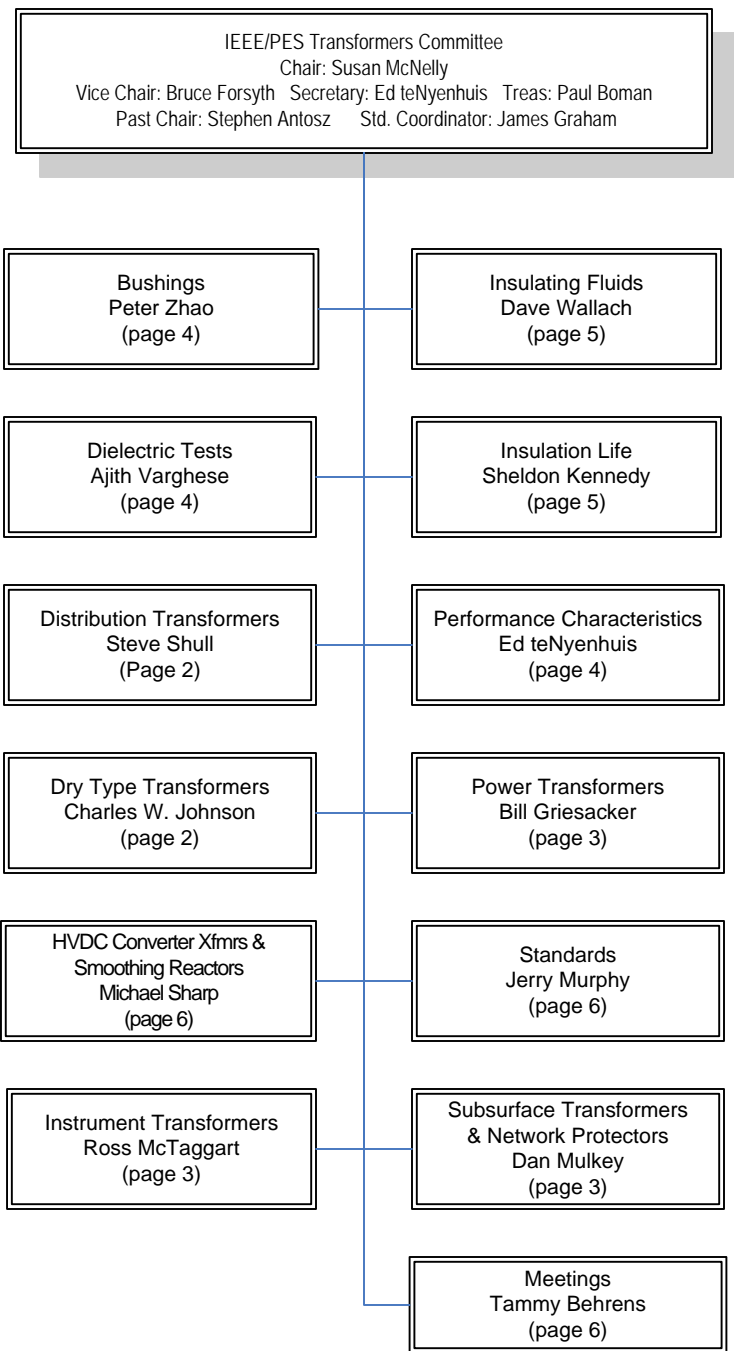 IEEE/PES Transformers Committee
Chair: Susan McNelly
Vice Chair: Bruce Forsyth Secretary: Ed teNyenhuis Treas: Paul Boman
Past Chair: Stephen Antosz Std. Coordinator: James Graham
Bushings
Peter Zhao
(page 4)
Insulating Fluids
Dave Wallach
(page 5)
Dielectric Tests
Ajith Varghese
(page 4)
Insulation Life
Sheldon Kennedy
(page 5)
Distribution Transformers
Steve Shull
(Page 2)
Performance Characteristics
Ed teNyenhuis
(page 4)
Dry Type Transformers
Charles W. Johnson
(page 2)
Power Transformers
Bill Griesacker
(page 3)
HVDC Converter Xfmrs &
Smoothing Reactors
Michael Sharp
(page 6)
Standards
Jerry Murphy
(page 6)
Instrument Transformers
Ross McTaggart
(page 3)
Subsurface Transformers
& Network Protectors
Dan Mulkey
(page 3)
Meetings
Tammy Behrens
(page 6)